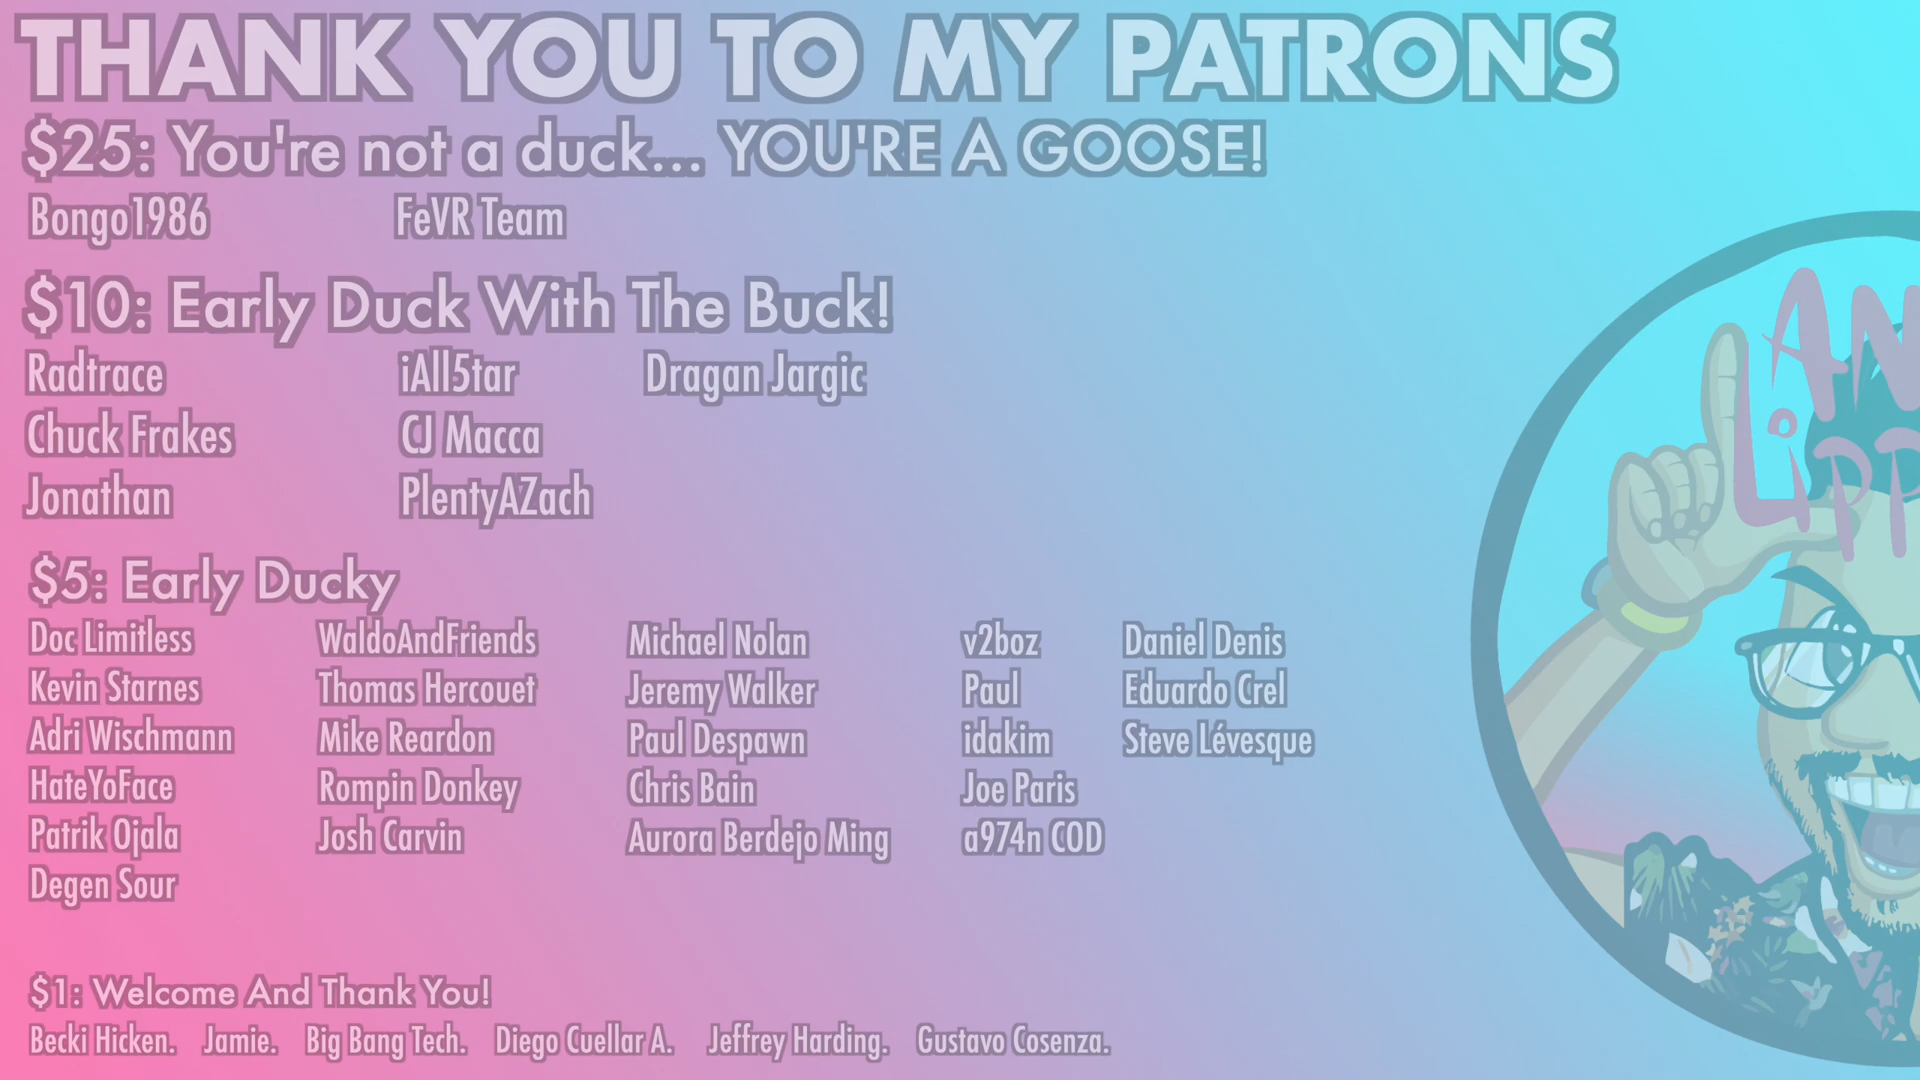 THANK YOU TO MY PATRONS
$25: You're not a duck... YOU'RE A GOOSE!
Bongo1986 FeVR Team
$10: Early Duck With The Buck!
Radtrace iAll5tar Dragan Jargic
Chuck Frakes CJ Macca
Jonathan PlentyAZach
$5: Early Ducky
Doc Limitless WaldoAndFriends Michael Nolan v2boz Daniel Denis
Kevin Starnes Thomas Hercouet Jeremy Walker Paul Eduardo Crel
Adri Wischmann Mike Reardon Paul Despawn idakim Steve Lévesque
HateYoFace Rompin Donkey Chris Bain Joe Paris
Patrik Ojala Josh Carvin Aurora Berdejo Ming a974n COD
Degen Sour
$1: Welcome And Thank You!
Becki Hicken. Jamie. Big Bang Tech. Diego Cuellar A. Jeffrey Harding. Gustavo Cosenza.